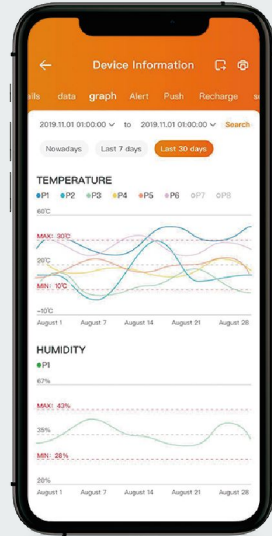 Device Information
ails data graph Alert Push Recharge se
2019.11.01 01:00:00 to 2019.11.01 01:00:00 Search
Nowadays Last 7 days Last 30 days
TEMPERATURE
P1 P2 P3 P4 P5 P6 P7 P8
60℃
MAX: 30℃
25℃
MIN: 10℃
-10℃
August 1 August 7 August 14 August 21 August 28
HUMIDITY
P1
67%
MAX: 43%
35%
MIN: 28%
20%
August 1 August 7 August 14 August 21 August 28